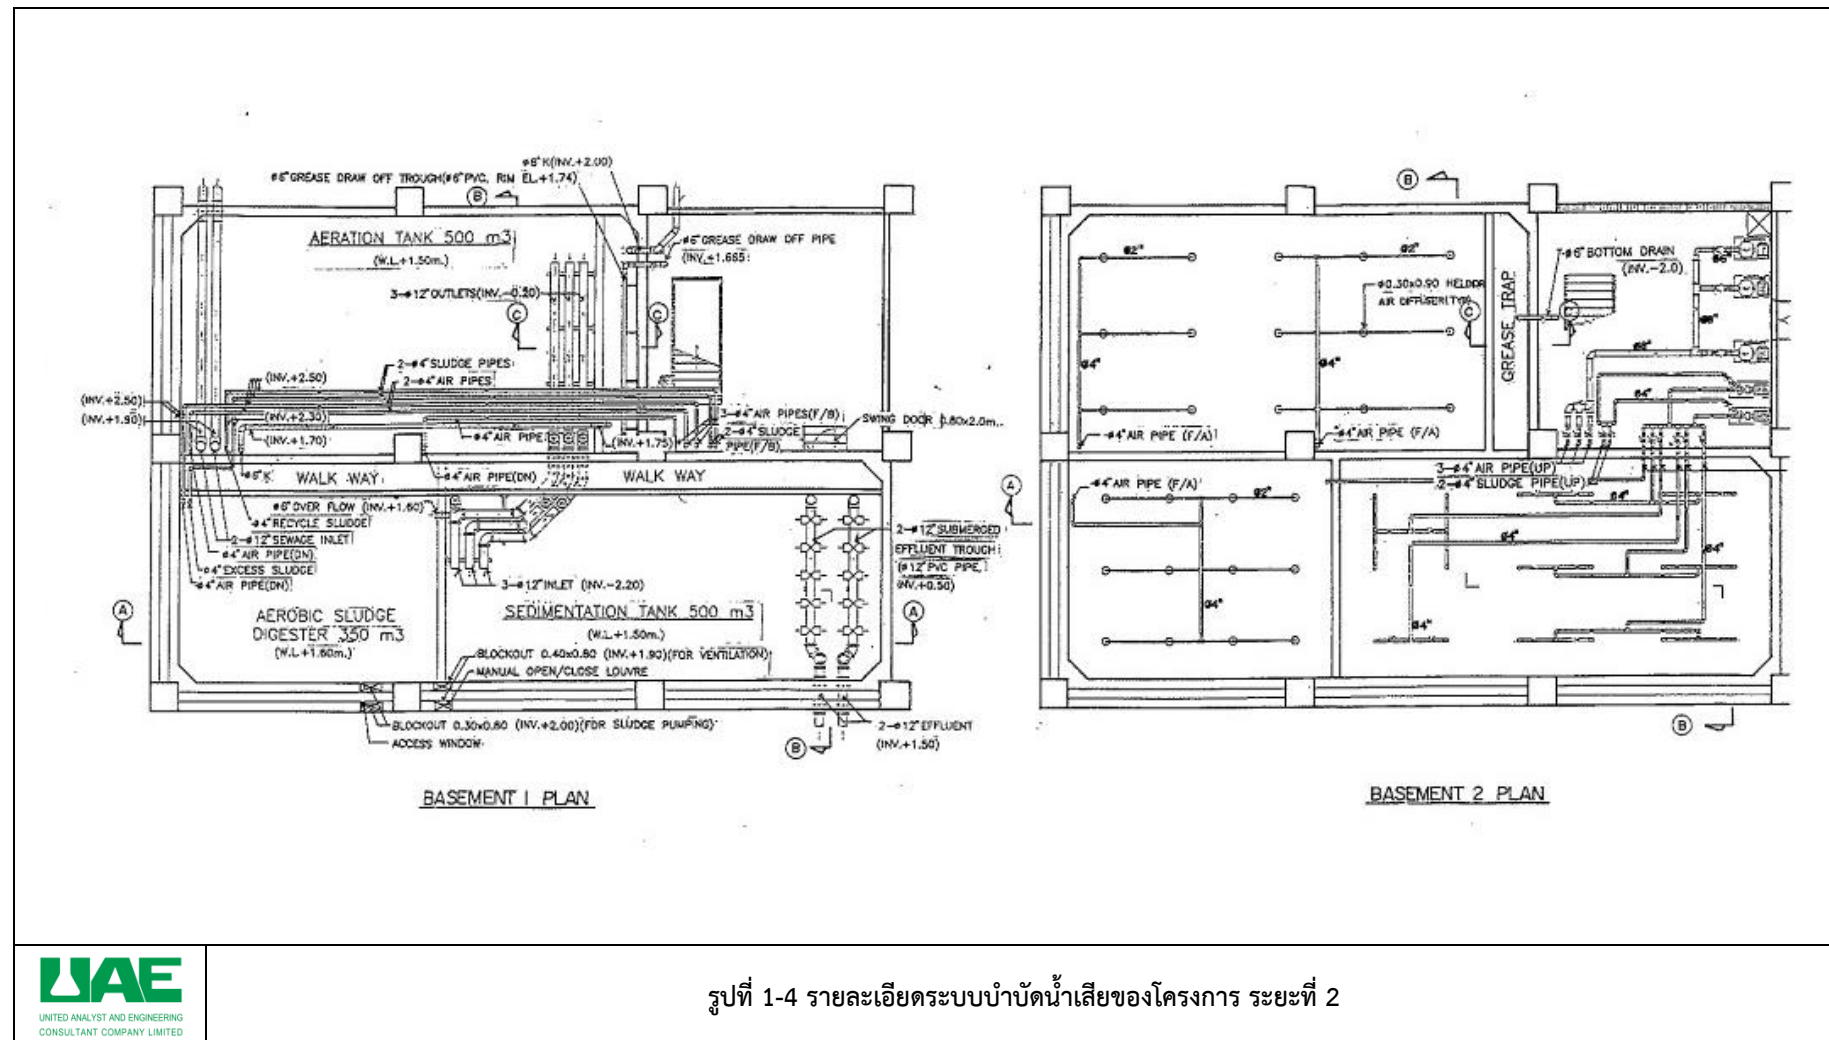 ø8"K(INV.+2.00)
ø6"GREASE DRAW OFF TROUGH(ø6"PVC, RIM EL.+1.74)
B
AERATION TANK 500 m3
(W.L.+1.50m.)
ø6"GREASE DRAW OFF PIPE
(INV.+1.665)
3-ø12"OUTLETS(INV.-0.20)
C
C
2-ø4"SLUDGE PIPES
2-ø4"AIR PIPES
(INV.+2.50)
(INV.+2.50)
(INV.+1.90)
(INV.+2.30)
(INV.+1.70)
ø4"AIR PIPE
(INV.+1.75)
3-ø4"AIR PIPES(F/B)
2-ø4"SLUDGE
PIPE(F/B)
SWING DOOR 0.80x2.0m.
ø6"K
WALK WAY
ø4"AIR PIPE(DN)
WALK WAY
ø6"OVER FLOW (INV.+1.60)
ø4"RECYCLE SLUDGE
2-ø12"SEWAGE INLET
ø4"AIR PIPE(DN)
ø4"EXCESS SLUDGE
ø4"AIR PIPE(DN)
3-ø12"INLET (INV.-2.20)
2-ø12"SUBMERGED
EFFLUENT TROUGH
(ø12"PVC PIPE,
INV.+0.50)
A
A
AEROBIC SLUDGE
DIGESTER 350 m3
(W.L.+1.60m.)
SEDIMENTATION TANK 500 m3
(W.L.+1.50m.)
BLOCKOUT 0.40x0.80 (INV.+1.90)(FOR VENTILATION)
MANUAL OPEN/CLOSE LOUVRE
BLOCKOUT 0.30x0.80 (INV.+2.00)(FOR SLUDGE PUMPING)
ACCESS WINDOW
B
2-ø12"EFFLUENT
(INV.+1.50)
BASEMENT 1 PLAN
B
ø2"
ø2"
ø6"BOTTOM DRAIN
(INV.-2.0)
ø6"
ø0.30x0.90
AIR DIFFUSER
C
C
GREASE TRAP
ø4"
ø4"
ø6"
ø6"
ø4"
ø4"AIR PIPE (F/A)
ø4"AIR PIPE (F/A)
3-ø4"AIR PIPE(UP)
2-ø4"SLUDGE PIPE(UP)
A
ø4"AIR PIPE (F/A)
ø2"
ø4"
ø4"
ø4"
ø4"
ø4"
B
BASEMENT 2 PLAN
UAE
UNITED ANALYST AND ENGINEERING
CONSULTANT COMPANY LIMITED
รูปที่ 1-4 รายละเอียดระบบบำบัดน้ำเสียของโครงการ ระยะที่ 2